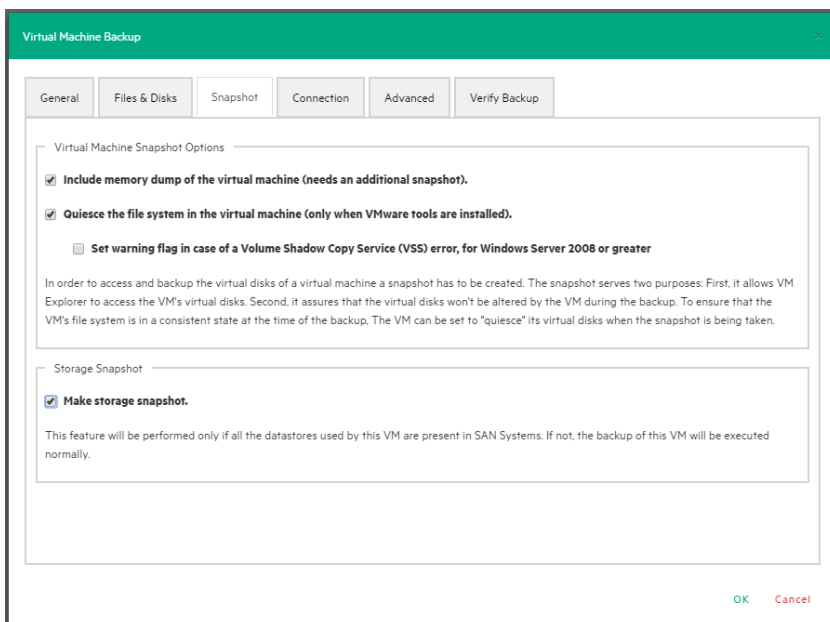 Virtual Machine Backup
x
General
Files & Disks
Snapshot
Connection
Advanced
Verify Backup
Virtual Machine Snapshot Options
Include memory dump of the virtual machine (needs an additional snapshot).
Quiesce the file system in the virtual machine (only when VMware tools are installed).
Set warning flag in case of a Volume Shadow Copy Service (VSS) error, for Windows Server 2008 or greater
In order to access and backup the virtual disks of a virtual machine a snapshot has to be created. The snapshot serves two purposes: First, it allows VM
Explorer to access the VM's virtual disks. Second, it assures that the virtual disks won't be altered by the VM during the backup. To ensure that the
VM's file system is in a consistent state at the time of the backup, The VM can be set to "quiesce" its virtual disks when the snapshot is being taken.
Storage Snapshot
Make storage snapshot.
This feature will be performed only if all the datastores used by this VM are present in SAN Systems. If not, the backup of this VM will be executed
normally.
OK
Cancel